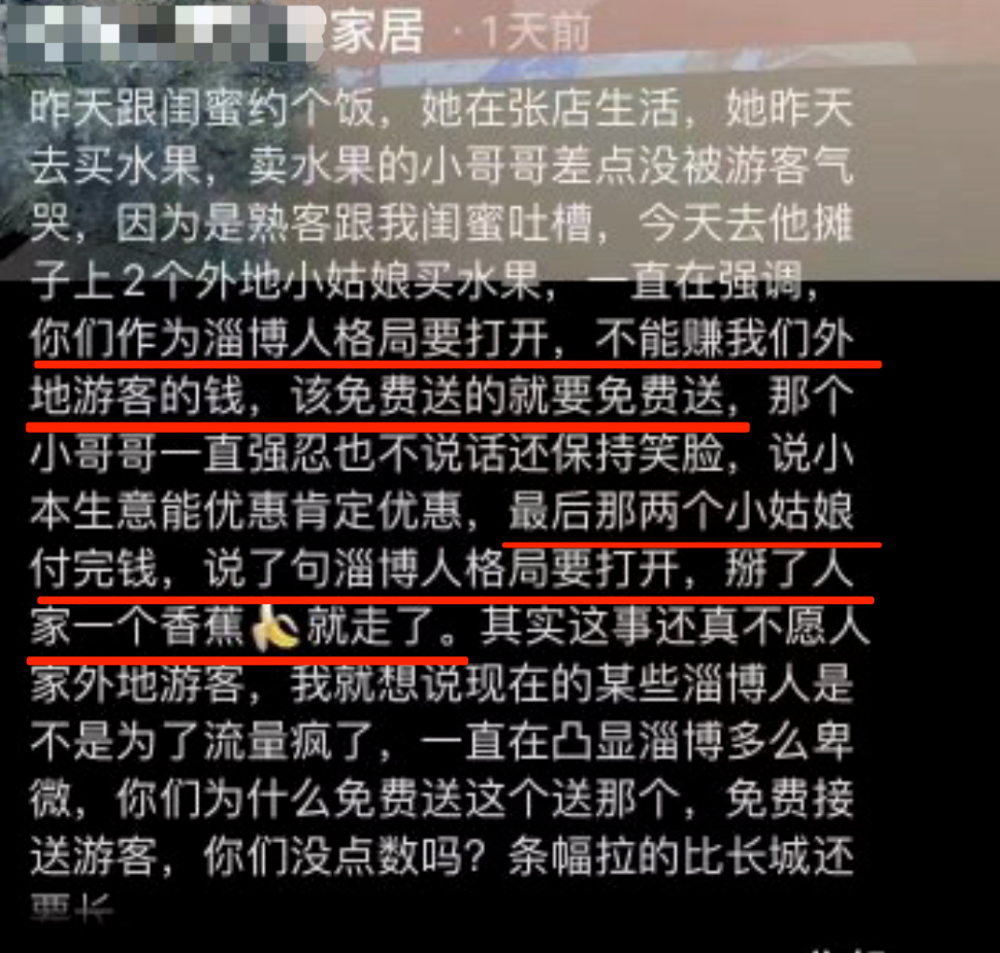 家居 · 1天前
昨天跟闺蜜约个饭，她在张店生活，她昨天
去买水果，卖水果的小哥哥差点没被游客气
哭，因为是熟客跟我闺蜜吐槽，今天去他摊
子上2个外地小姑娘买水果，一直在强调，
你们作为淄博人格局要打开，不能赚我们外
地游客的钱，该免费送的就要免费送，那个
小哥哥一直强忍也不说话还保持笑脸，说小
本生意能优惠肯定优惠，最后那两个小姑娘
付完钱，说了句淄博人格局要打开，掰了人
家一个香蕉🍌就走了。其实这事还真不愿人
家外地游客，我就想说现在的某些淄博人是
不是为了流量疯了，一直在凸显淄博多么卑
微，你们为什么免费送这个送那个，免费接
送游客，你们没点数吗？条幅拉的比长城还
要长